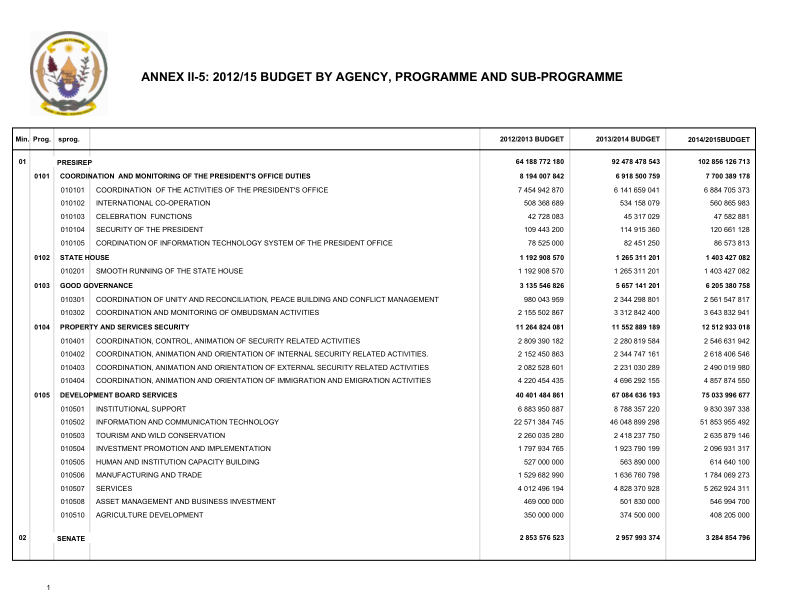 ANNEX II-5: 2012/15 BUDGET BY AGENCY, PROGRAMME AND SUB-PROGRAMME
Min. Prog. sprog. 2012/2013 BUDGET 2013/2014 BUDGET 2014/2015BUDGET
01 PRESIREP 64 188 772 180 92 478 478 543 102 856 126 713
0101 COORDINATION AND MONITORING OF THE PRESIDENT'S OFFICE DUTIES 8 194 007 842 6 918 500 759 7 700 389 178
010101 COORDINATION OF THE ACTIVITIES OF THE PRESIDENT'S OFFICE 7 454 942 870 6 141 659 041 6 884 705 373
010102 INTERNATIONAL CO-OPERATION 508 368 689 534 158 079 560 865 983
010103 CELEBRATION FUNCTIONS 42 728 083 45 317 029 47 582 881
010104 SECURITY OF THE PRESIDENT 109 443 200 114 915 360 120 661 128
010105 CORDINATION OF INFORMATION TECHNOLOGY SYSTEM OF THE PRESIDENT OFFICE 78 525 000 82 451 250 86 573 813
0102 STATE HOUSE 1 192 908 570 1 265 311 201 1 403 427 082
010201 SMOOTH RUNNING OF THE STATE HOUSE 1 192 908 570 1 265 311 201 1 403 427 082
0103 GOOD GOVERNANCE 3 135 546 826 5 657 141 201 6 205 380 758
010301 COORDINATION OF UNITY AND RECONCILIATION, PEACE BUILDING AND CONFLICT MANAGEMENT 980 043 959 2 344 298 801 2 561 547 817
010302 COORDINATION AND MONITORING OF OMBUDSMAN ACTIVITIES 2 155 502 867 3 312 842 400 3 643 832 941
0104 PROPERTY AND SERVICES SECURITY 11 264 824 081 11 552 889 189 12 512 933 018
010401 COORDINATION, CONTROL, ANIMATION OF SECURITY RELATED ACTIVITIES 2 809 390 182 2 280 819 584 2 546 631 942
010402 COORDINATION, ANIMATION AND ORIENTATION OF INTERNAL SECURITY RELATED ACTIVITIES. 2 152 450 863 2 344 747 161 2 618 406 546
010403 COORDINATION, ANIMATION AND ORIENTATION OF EXTERNAL SECURITY RELATED ACTIVITIES 2 082 528 601 2 231 030 289 2 490 019 980
010404 COORDINATION, ANIMATION AND ORIENTATION OF IMMIGRATION AND EMIGRATION ACTIVITIES 4 220 454 435 4 696 292 155 4 857 874 550
0105 DEVELOPMENT BOARD SERVICES 40 401 484 861 67 084 636 193 75 033 996 677
010501 INSTITUTIONAL SUPPORT 6 883 950 887 8 788 357 220 9 830 397 338
010502 INFORMATION AND COMMUNICATION TECHNOLOGY 22 571 384 745 46 048 899 298 51 853 955 492
010503 TOURISM AND WILD CONSERVATION 2 260 035 280 2 418 237 750 2 635 879 146
010504 INVESTMENT PROMOTION AND IMPLEMENTATION 1 797 934 765 1 923 790 199 2 096 931 317
010505 HUMAN AND INSTITUTION CAPACITY BUILDING 527 000 000 563 890 000 614 640 100
010506 MANUFACTURING AND TRADE 1 529 682 990 1 636 760 798 1 784 069 273
010507 SERVICES 4 012 496 194 4 828 370 928 5 262 924 311
010508 ASSET MANAGEMENT AND BUSINESS INVESTMENT 469 000 000 501 830 000 546 994 700
010510 AGRICULTURE DEVELOPMENT 350 000 000 374 500 000 408 205 000
02 SENATE 2 853 576 523 2 957 993 374 3 284 854 796
1